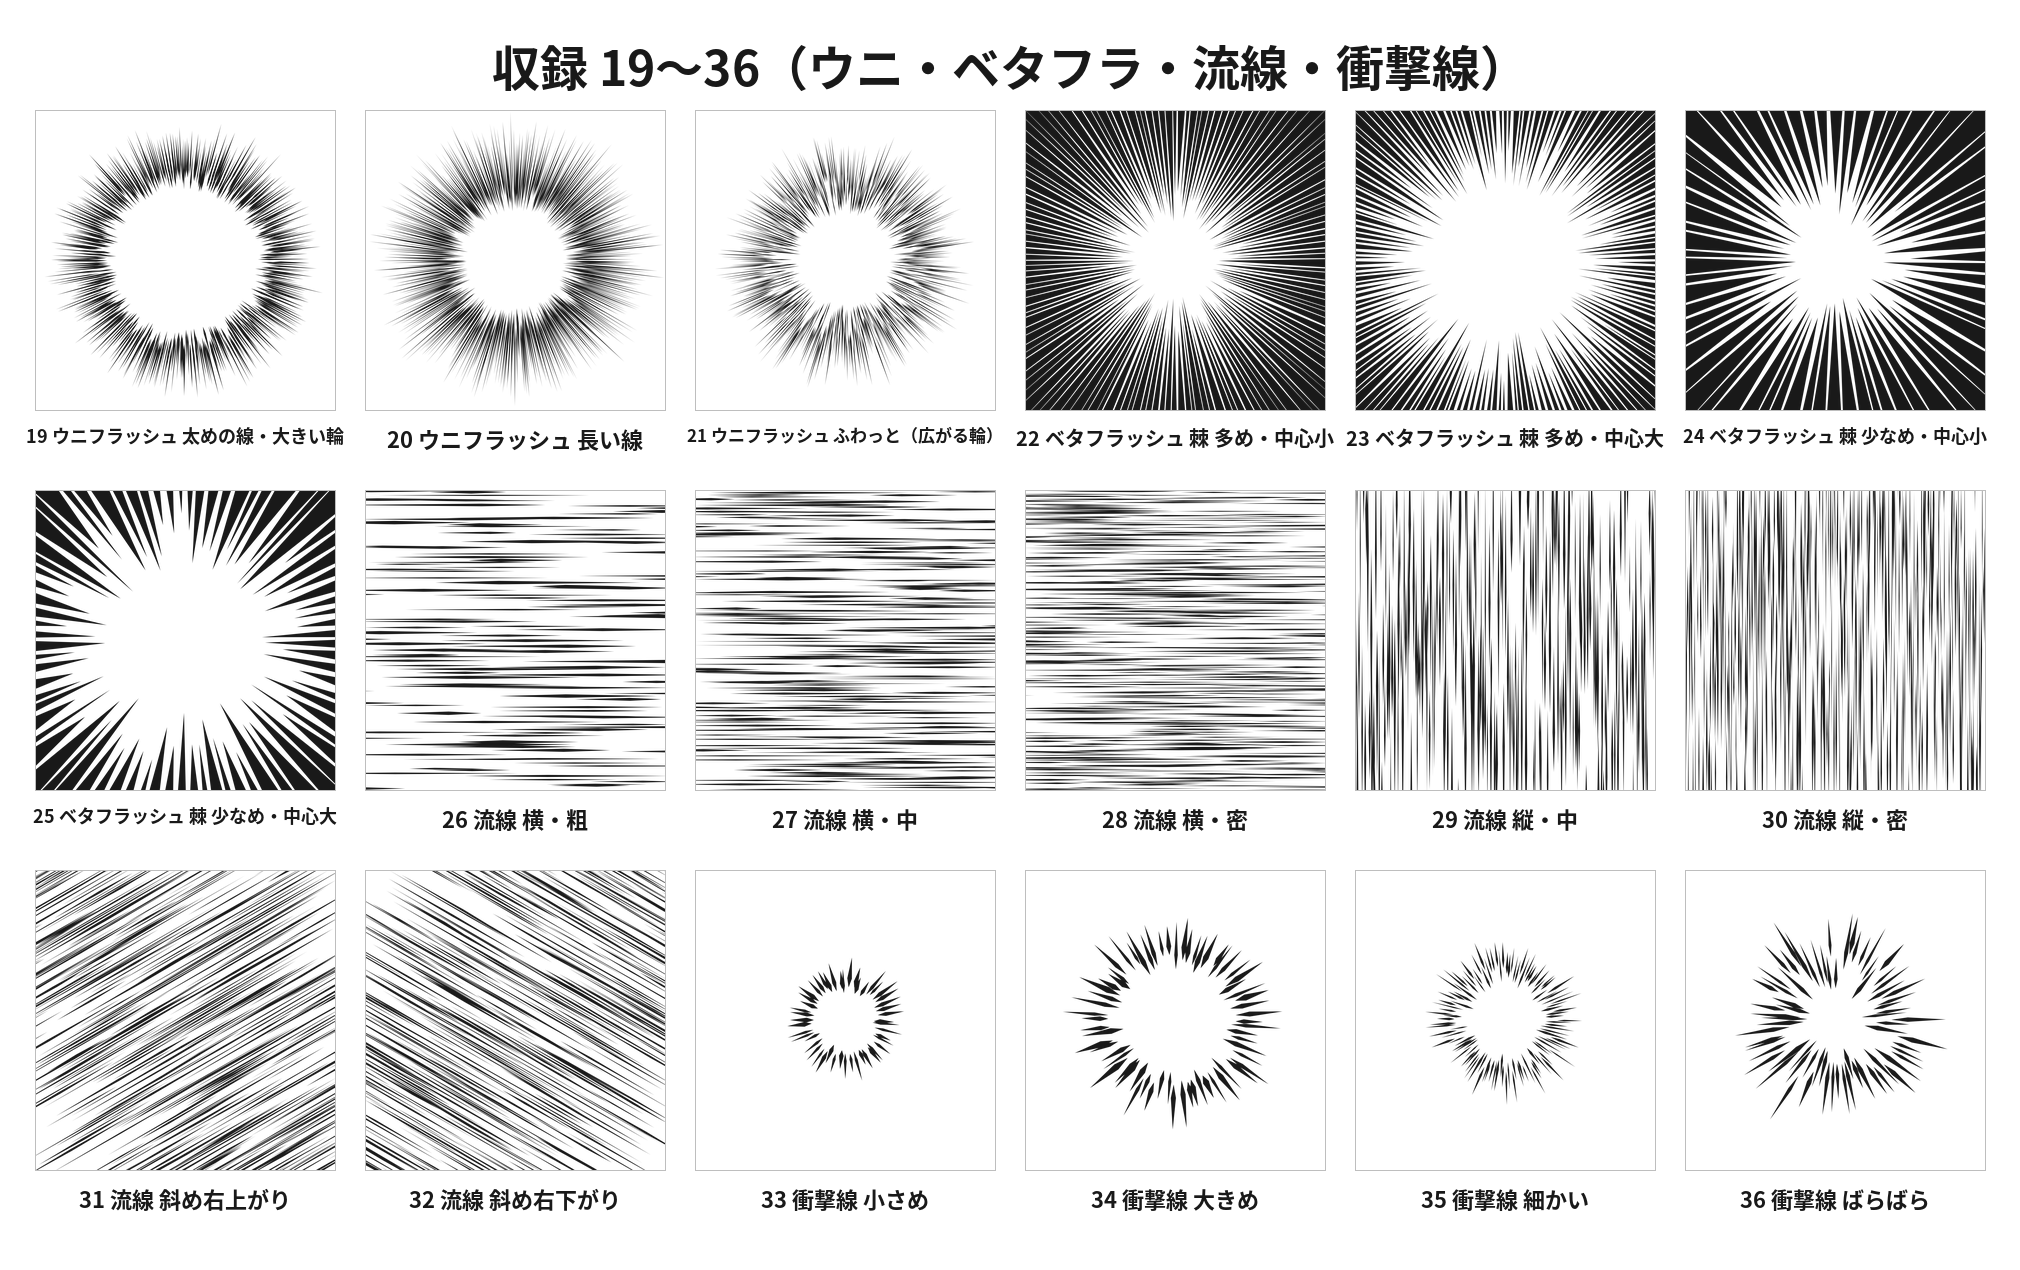 収録 19〜36（ウニ・ベタフラ・流線・衝撃線）
19 ウニフラッシュ 太めの線・大きい輪
20 ウニフラッシュ 長い線
21 ウニフラッシュ ふわっと（広がる輪）
22 ベタフラッシュ 棘 多め・中心小
23 ベタフラッシュ 棘 多め・中心大
24 ベタフラッシュ 棘 少なめ・中心小
25 ベタフラッシュ 棘 少なめ・中心大
26 流線 横・粗
27 流線 横・中
28 流線 横・密
29 流線 縦・中
30 流線 縦・密
31 流線 斜め右上がり
32 流線 斜め右下がり
33 衝撃線 小さめ
34 衝撃線 大きめ
35 衝撃線 細かい
36 衝撃線 ばらばら